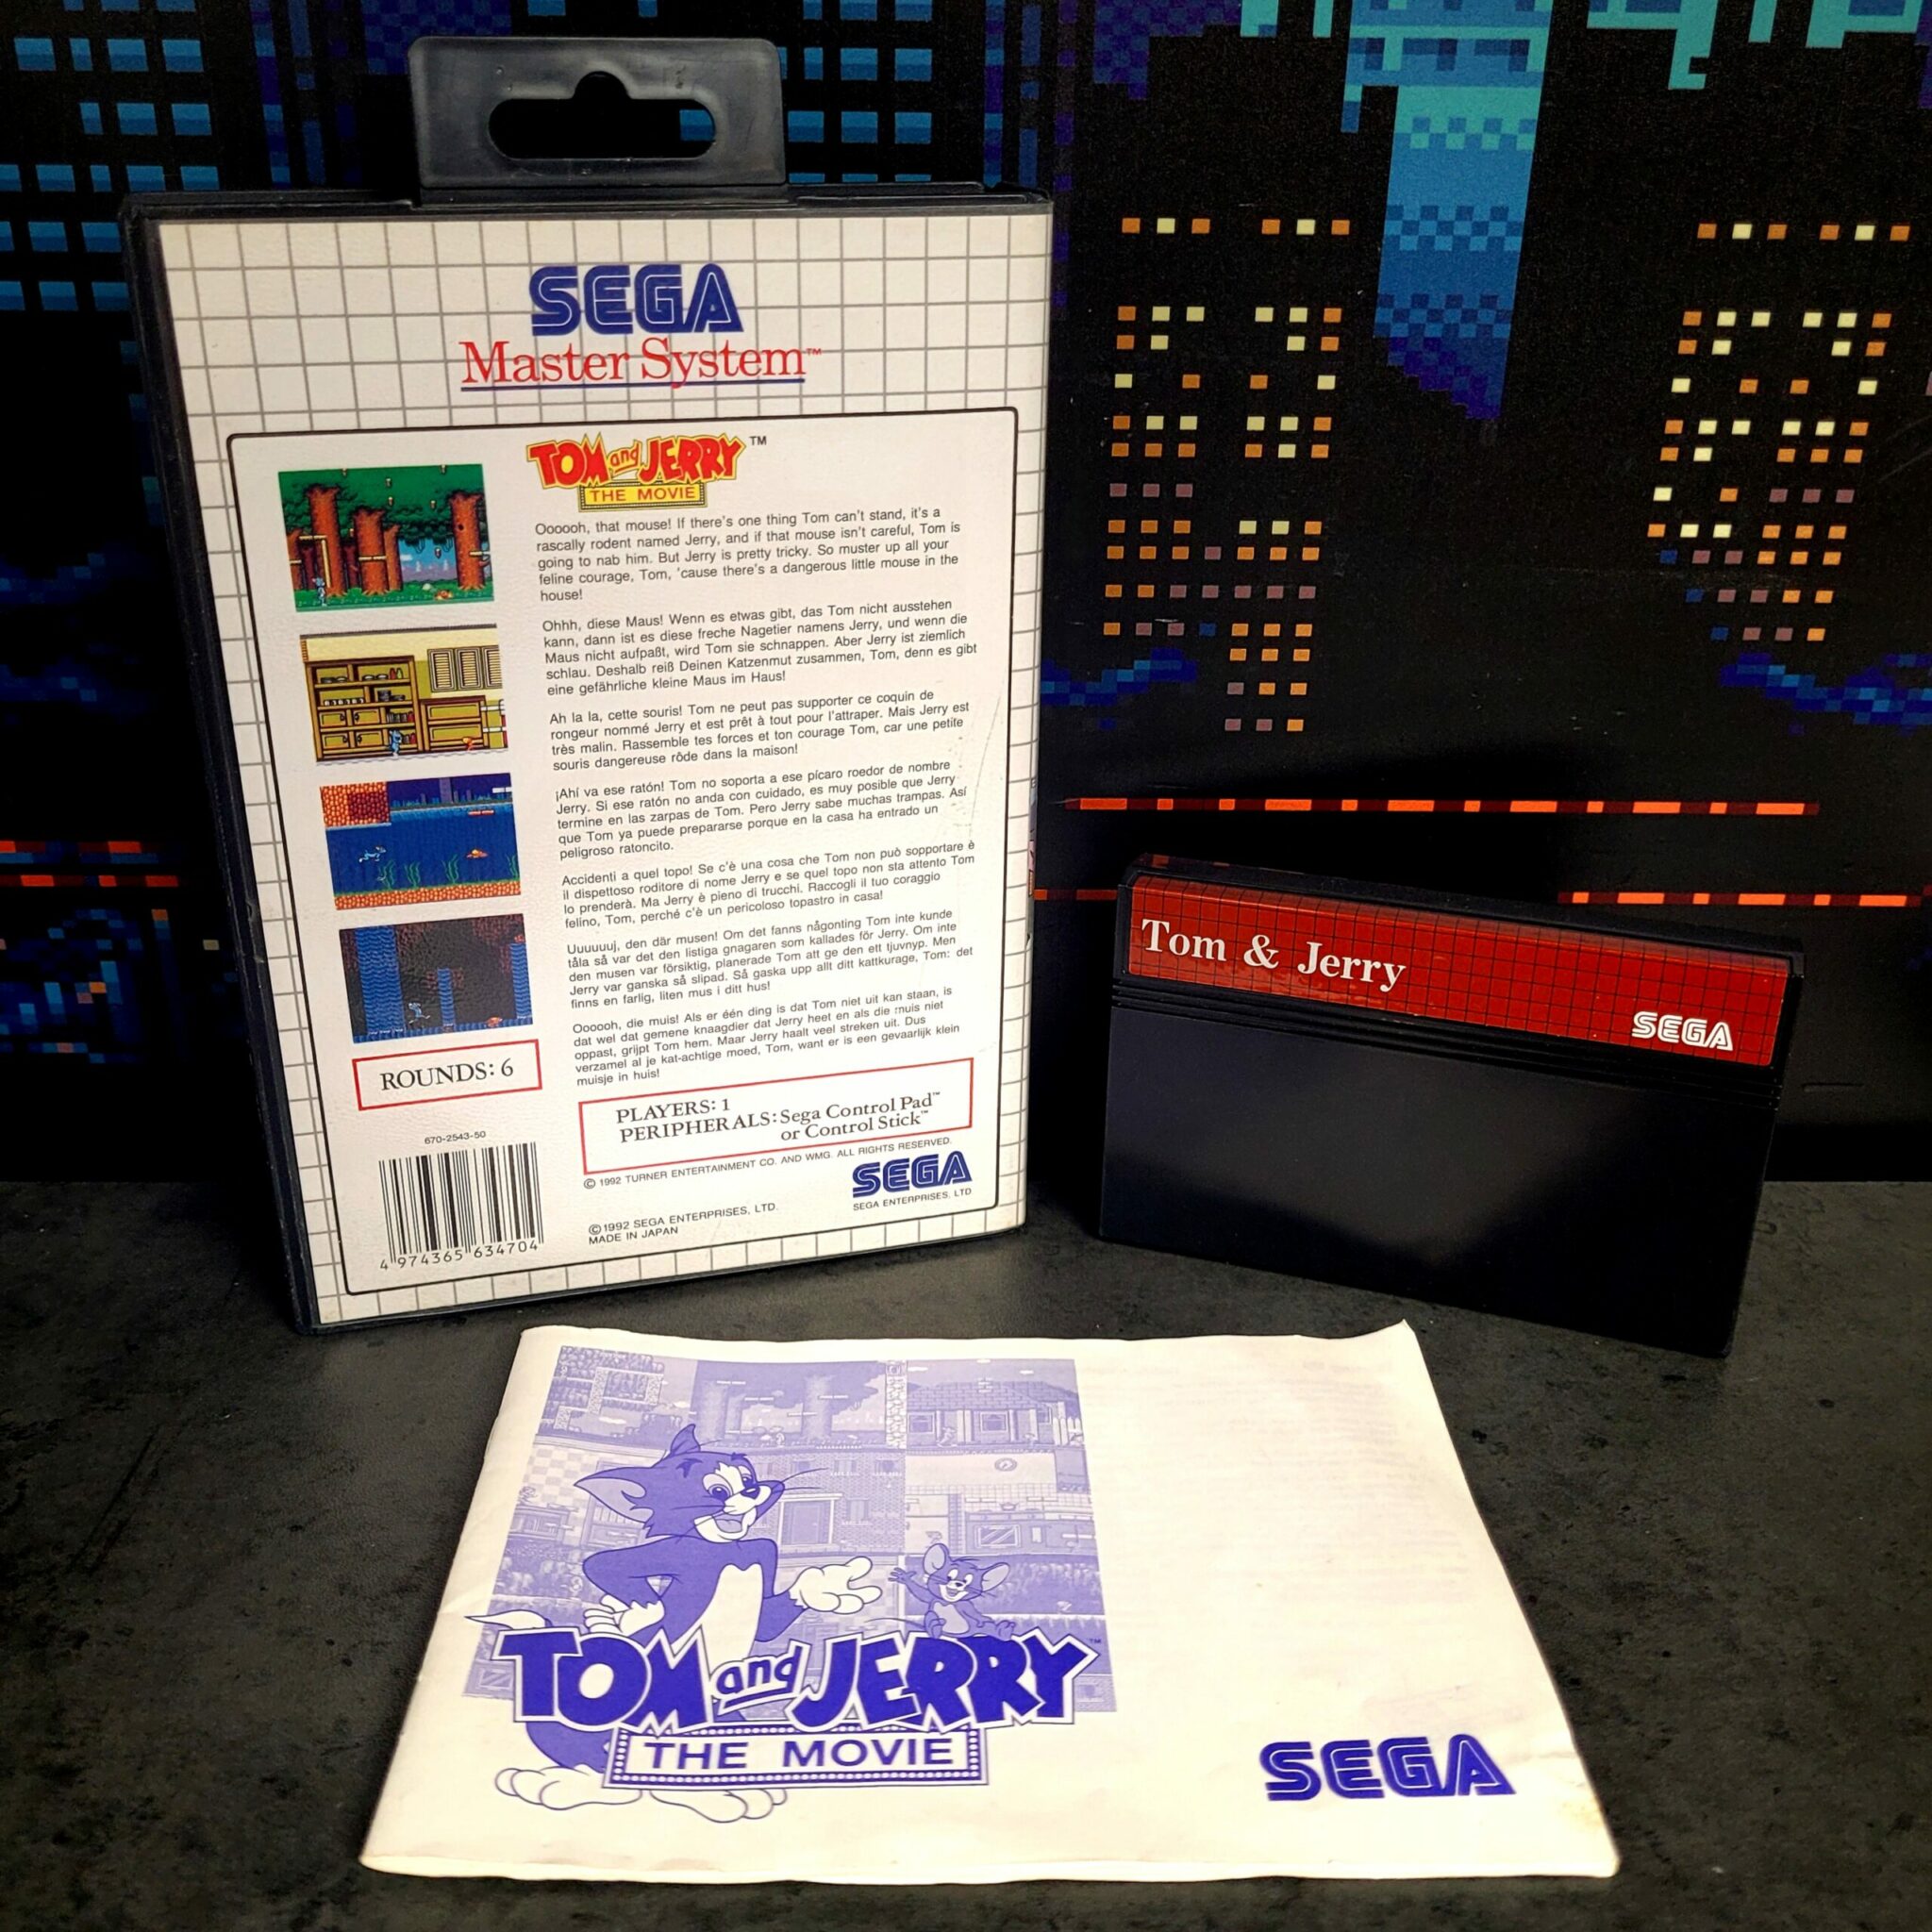 SEGA
Master System™
TOM and JERRY™
THE MOVIE
Oooooh, that mouse! If there's one thing Tom can't stand, it's a
rascally rodent named Jerry, and if that mouse isn't careful, Tom is
going to nab him. But Jerry is pretty tricky. So muster up all your
feline courage, Tom, 'cause there's a dangerous little mouse in the
house!
Ohhh, diese Maus! Wenn es etwas gibt, das Tom nicht ausstehen
kann, dann ist es diese freche Nagetier namens Jerry, und wenn die
Maus nicht aufpaßt, wird Tom sie schnappen. Aber Jerry ist ziemlich
schlau. Deshalb reiß Deinen Katzenmut zusammen, Tom, denn es gibt
eine gefährliche kleine Maus im Haus!
Ah la la, cette souris! Tom ne peut pas supporter ce coquin de
rongeur nommé Jerry et est prêt à tout pour l'attraper. Mais Jerry est
très malin. Rassemble tes forces et ton courage Tom, car une petite
souris dangereuse rôde dans la maison!
¡Ahí va ese ratón! Tom no soporta a ese pícaro roedor de nombre
Jerry. Si ese ratón no anda con cuidado, es muy posible que Jerry
termine en las zarpas de Tom. Pero Jerry sabe muchas trampas. Así
que Tom ya puede prepararse porque en la casa ha entrado un
peligroso ratoncito.
Accidenti a quel topo! Se c'è una cosa che Tom non può sopportare è
il dispettoso roditore di nome Jerry e se quel topo non sta attento Tom
lo prenderà. Ma Jerry è pieno di trucchi. Raccogli il tuo coraggio
felino, Tom, perché c'è un pericoloso topastro in casa!
Uuuuuuj, den där musen! Om det fanns någonting Tom inte kunde
tåla så var det den listiga gnagaren som kallades för Jerry. Om inte
den musen var försiktig, planerade Tom att ge den ett tjuvnyp. Men
Jerry var ganska så slipad. Så gaska upp allt ditt kattkurage, Tom: det
finns en farlig, liten mus i ditt hus!
Oooooh, die muis! Als er één ding is dat Tom niet uit kan staan, is
dat wel dat gemene knaagdier dat Jerry heet en als die muis niet
oppast, grijpt Tom hem. Maar Jerry haalt veel streken uit. Dus
verzamel al je kat-achtige moed, Tom, want er is een gevaarlijk klein
muisje in huis!
ROUNDS: 6
PLAYERS: 1
PERIPHERALS: Sega Control Pad™
or Control Stick™
© 1992 TURNER ENTERTAINMENT CO. AND WMG. ALL RIGHTS RESERVED.
670-2543-50
4 974365 634704
SEGA
SEGA ENTERPRISES, LTD
© 1992 SEGA ENTERPRISES, LTD.
MADE IN JAPAN
Tom & Jerry
SEGA
TOM and JERRY™
THE MOVIE
SEGA